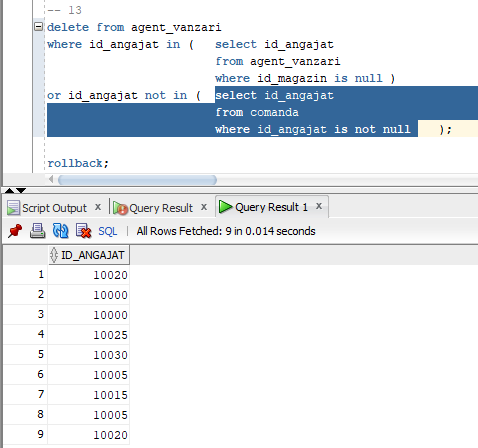 -- 13
delete from agent_vanzari
where id_angajat in ( select id_angajat
from agent_vanzari
where id_magazin is null )
or id_angajat not in ( select id_angajat
from comanda
where id_angajat is not null );
rollback;
Script Output x Query Result x Query Result 1 x
SQL | All Rows Fetched: 9 in 0.014 seconds
ID_ANGAJAT
1 10020
2 10000
3 10000
4 10025
5 10030
6 10005
7 10015
8 10005
9 10020